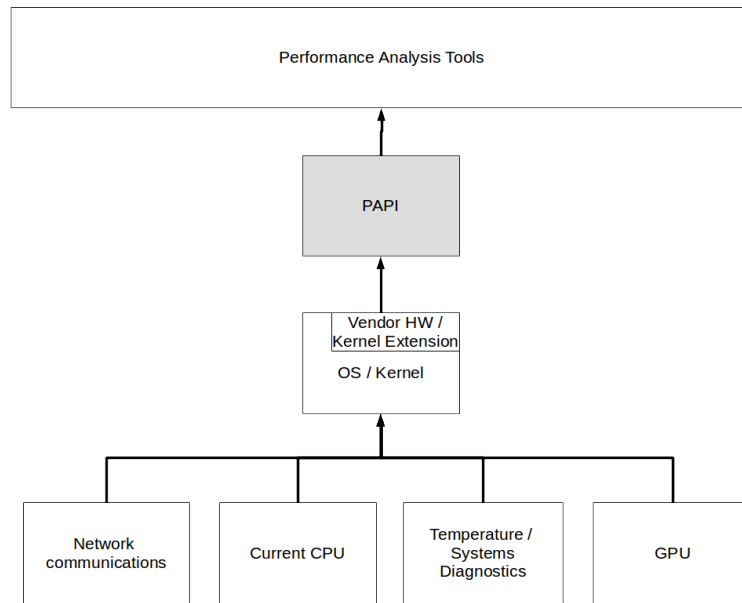 Performance Analysis Tools
PAPI
Vendor HW /
Kernel Extension
OS / Kernel
Network
communications
Current CPU
Temperature /
Systems
Diagnostics
GPU